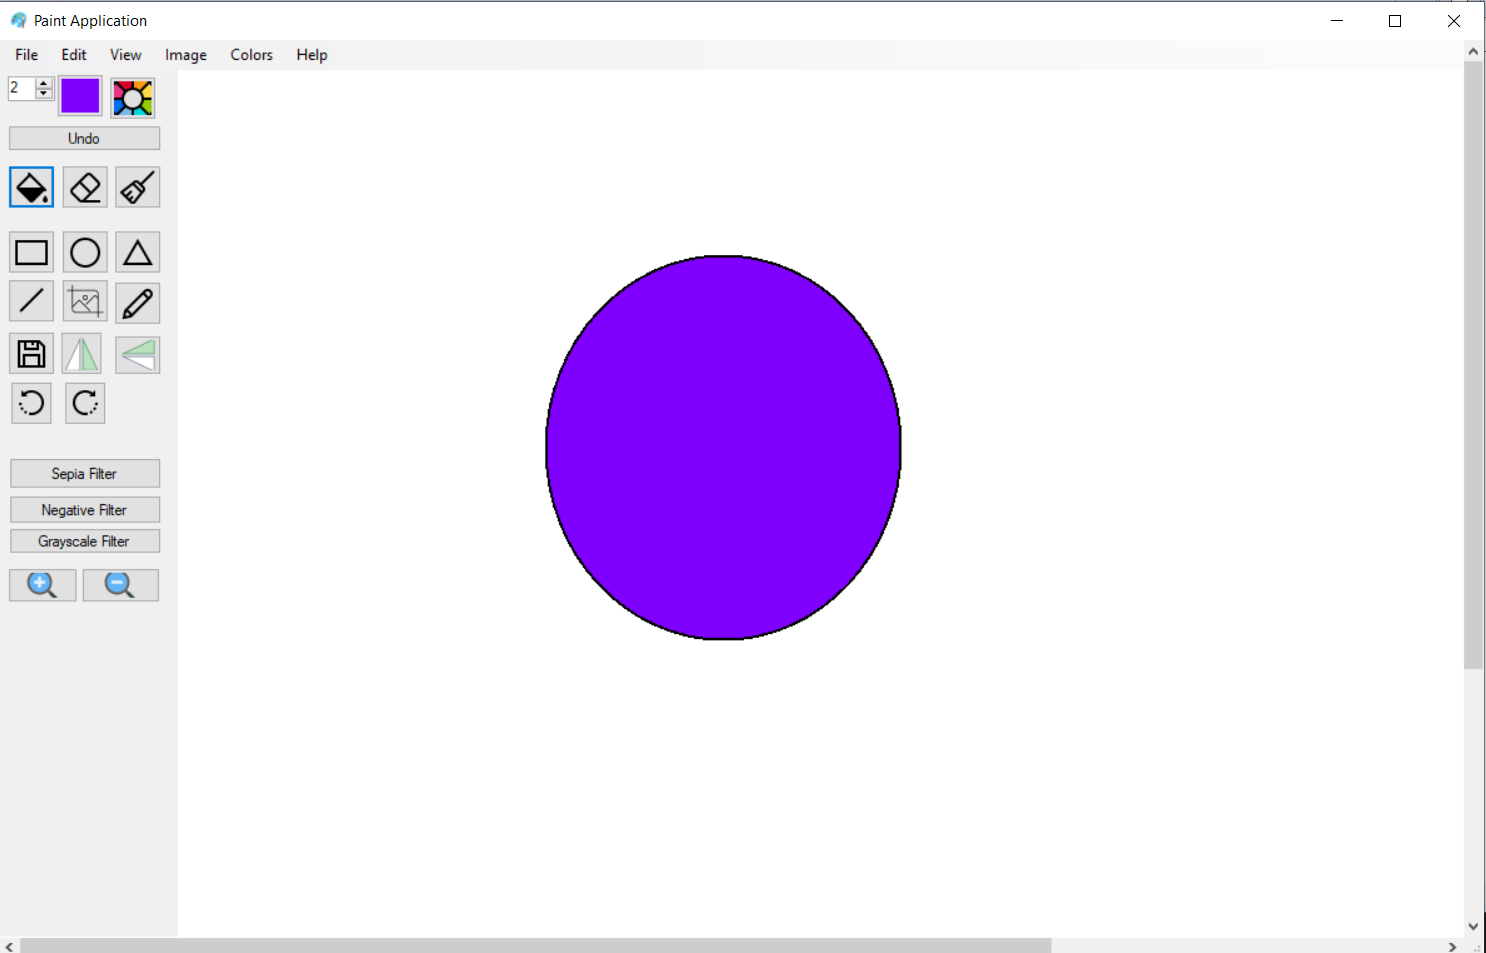 Paint Application
File Edit View Image Colors Help
2
Undo
Sepia Filter
Negative Filter
Grayscale Filter